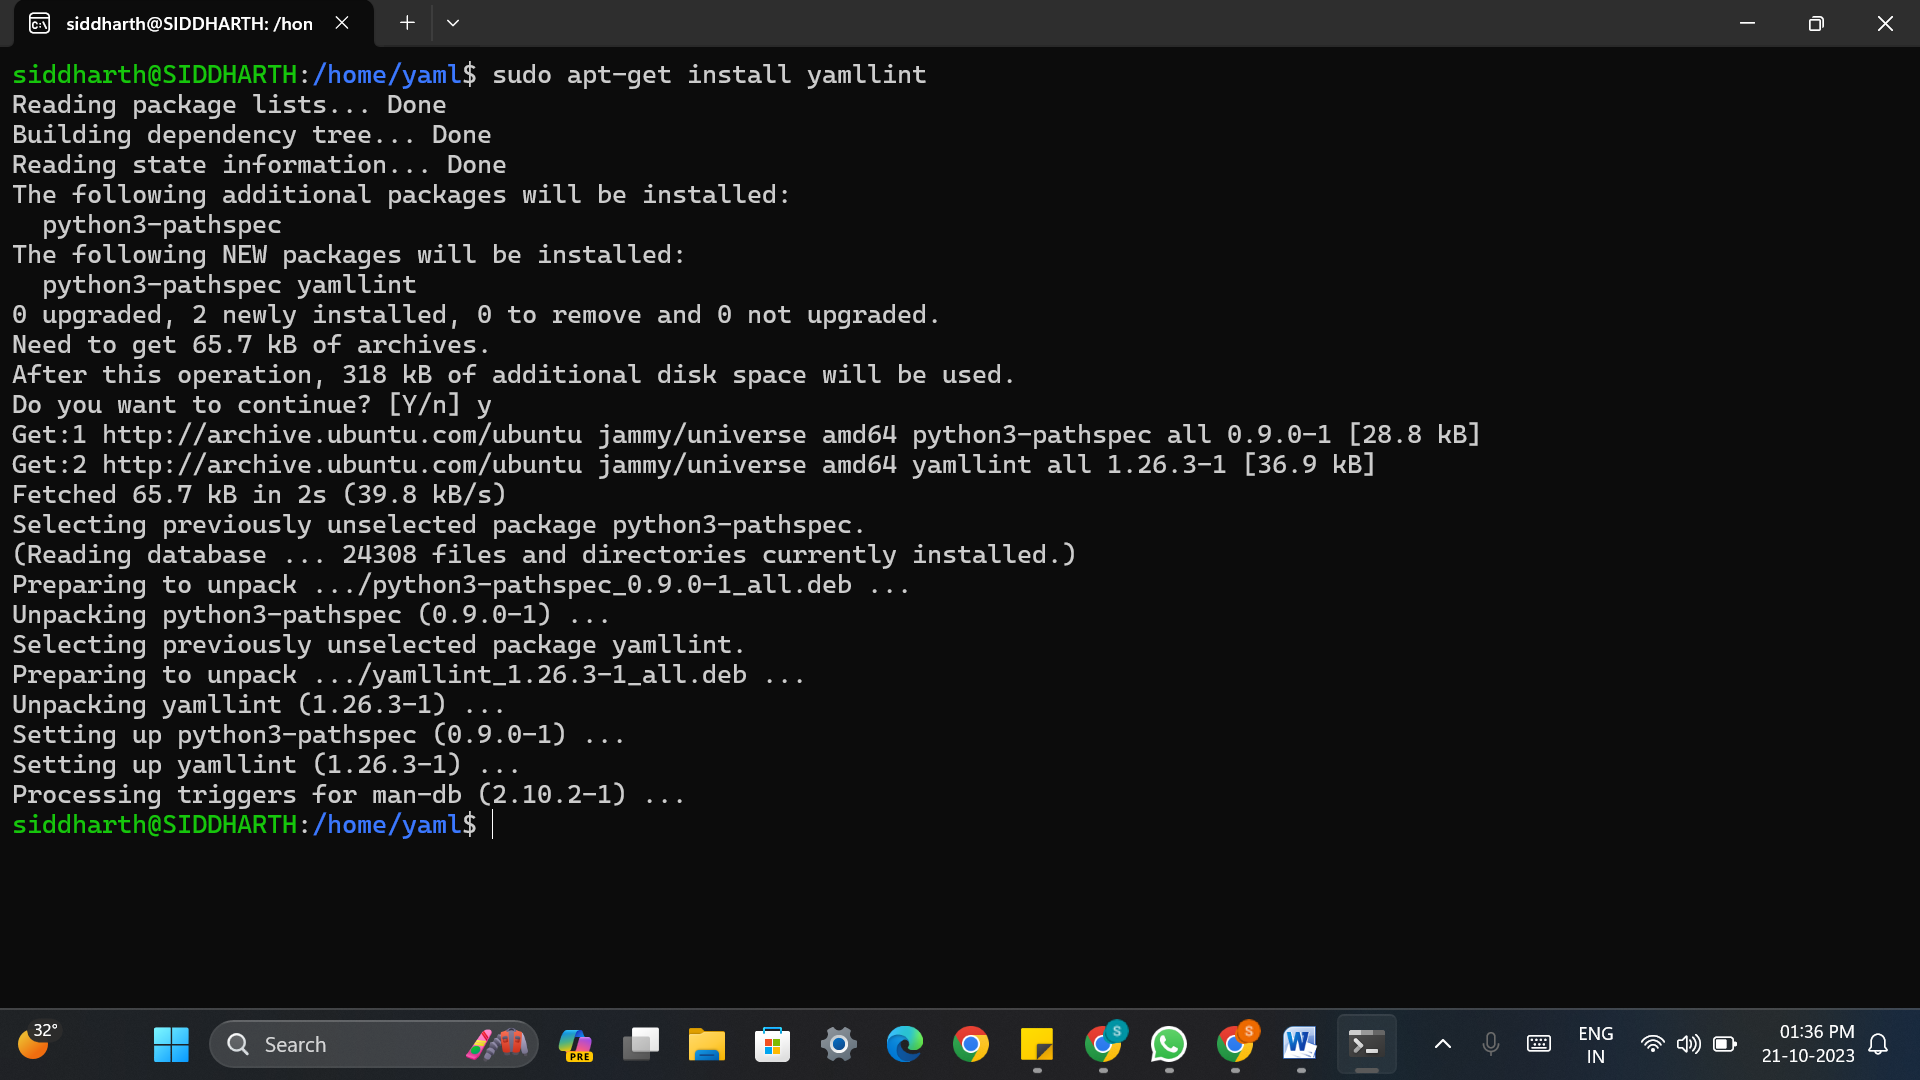 siddharth@SIDDHARTH: /hon
siddharth@SIDDHARTH:/home/yaml$ sudo apt-get install yamllint
Reading package lists... Done
Building dependency tree... Done
Reading state information... Done
The following additional packages will be installed:
  python3-pathspec
The following NEW packages will be installed:
  python3-pathspec yamllint
0 upgraded, 2 newly installed, 0 to remove and 0 not upgraded.
Need to get 65.7 kB of archives.
After this operation, 318 kB of additional disk space will be used.
Do you want to continue? [Y/n] y
Get:1 http://archive.ubuntu.com/ubuntu jammy/universe amd64 python3-pathspec all 0.9.0-1 [28.8 kB]
Get:2 http://archive.ubuntu.com/ubuntu jammy/universe amd64 yamllint all 1.26.3-1 [36.9 kB]
Fetched 65.7 kB in 2s (39.8 kB/s)
Selecting previously unselected package python3-pathspec.
(Reading database ... 24308 files and directories currently installed.)
Preparing to unpack .../python3-pathspec_0.9.0-1_all.deb ...
Unpacking python3-pathspec (0.9.0-1) ...
Selecting previously unselected package yamllint.
Preparing to unpack .../yamllint_1.26.3-1_all.deb ...
Unpacking yamllint (1.26.3-1) ...
Setting up python3-pathspec (0.9.0-1) ...
Setting up yamllint (1.26.3-1) ...
Processing triggers for man-db (2.10.2-1) ...
siddharth@SIDDHARTH:/home/yaml$
32°
Search
PRE
S
S
W
ENG
IN
01:36 PM
21-10-2023